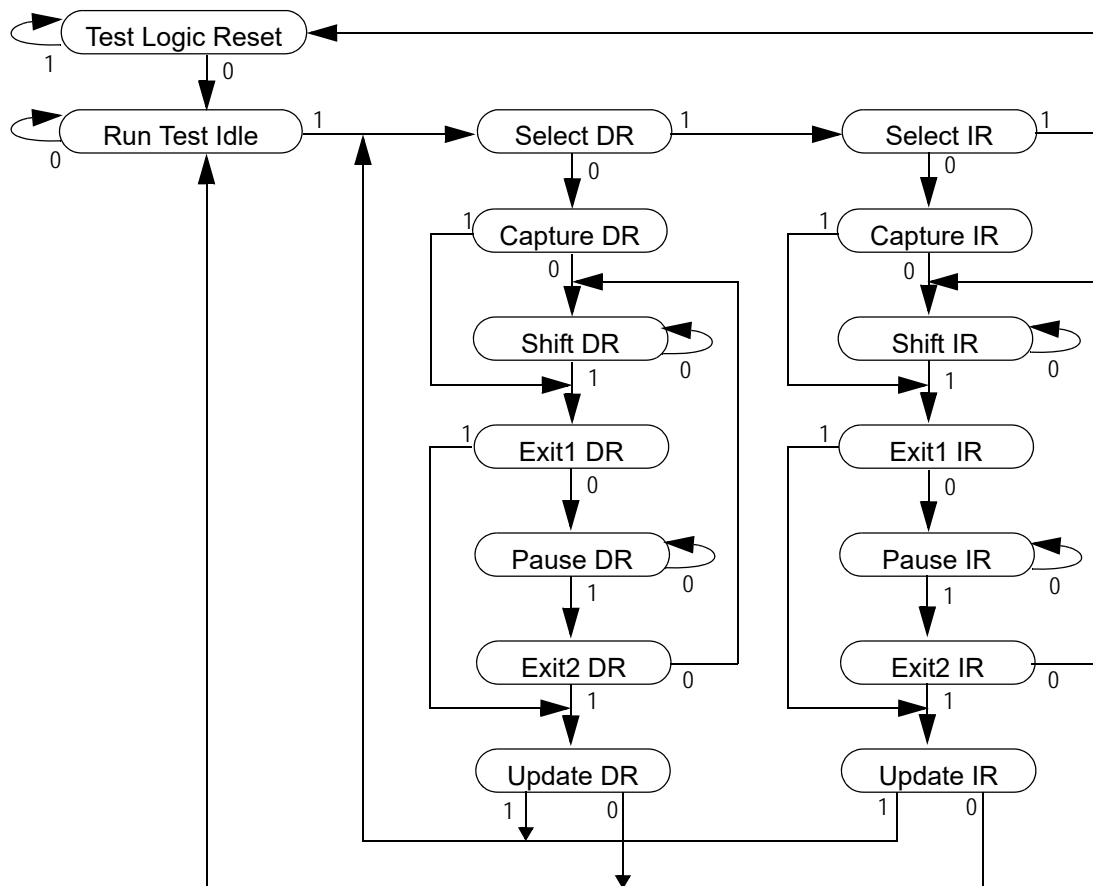 Test Logic Reset
1
0
Run Test Idle
1
Select DR
1
Select IR
1
0
0
0
1
Capture DR
1
Capture IR
0
0
Shift DR
0
Shift IR
0
1
1
1
Exit1 DR
1
Exit1 IR
0
0
Pause DR
0
Pause IR
0
1
1
Exit2 DR
0
Exit2 IR
0
1
1
Update DR
Update IR
1
0
1
0